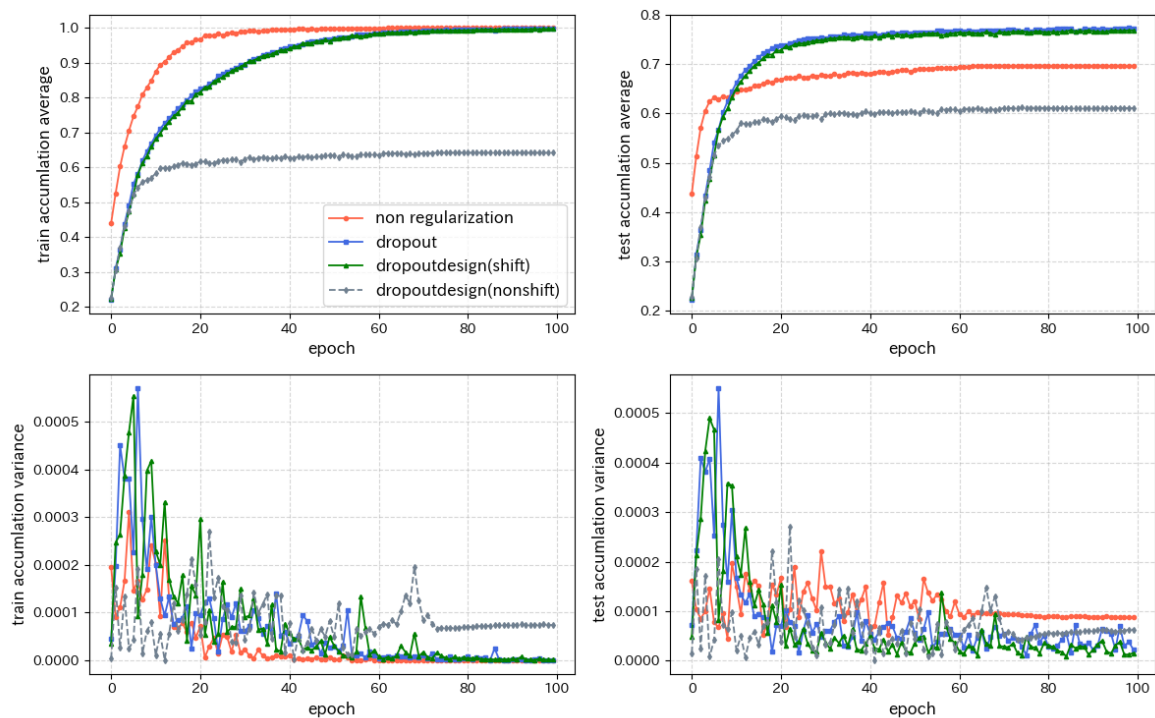 train accumlation average
1.0
0.9
0.8
0.7
0.6
0.5
0.4
0.3
0.2
non regularization
dropout
dropoutdesign(shift)
dropoutdesign(nonshift)
0 20 40 60 80 100
epoch
test accumlation average
0.8
0.7
0.6
0.5
0.4
0.3
0.2
0 20 40 60 80 100
epoch
train accumlation variance
0.0005
0.0004
0.0003
0.0002
0.0001
0.0000
0 20 40 60 80 100
epoch
test accumlation variance
0.0005
0.0004
0.0003
0.0002
0.0001
0.0000
0 20 40 60 80 100
epoch